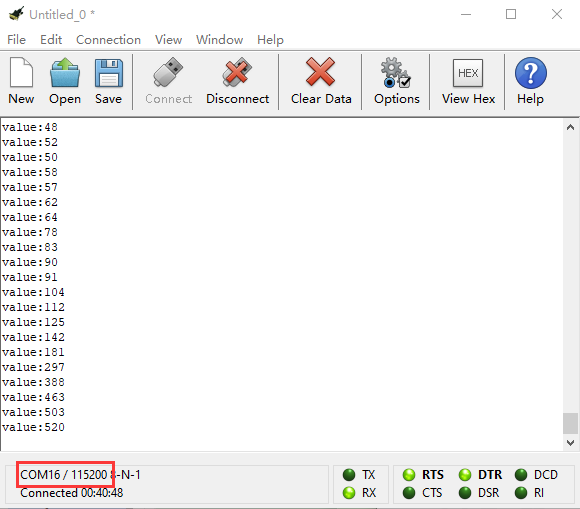 Untitled_0 *
File Edit Connection View Window Help
New Open Save Connect Disconnect Clear Data Options HEX View Hex ? Help
value:48
value:52
value:50
value:58
value:57
value:62
value:64
value:78
value:83
value:90
value:91
value:104
value:112
value:125
value:142
value:181
value:297
value:388
value:463
value:503
value:520
COM16 / 115200 8-N-1
Connected 00:40:48
TX RTS DTR DCD
RX CTS DSR RI